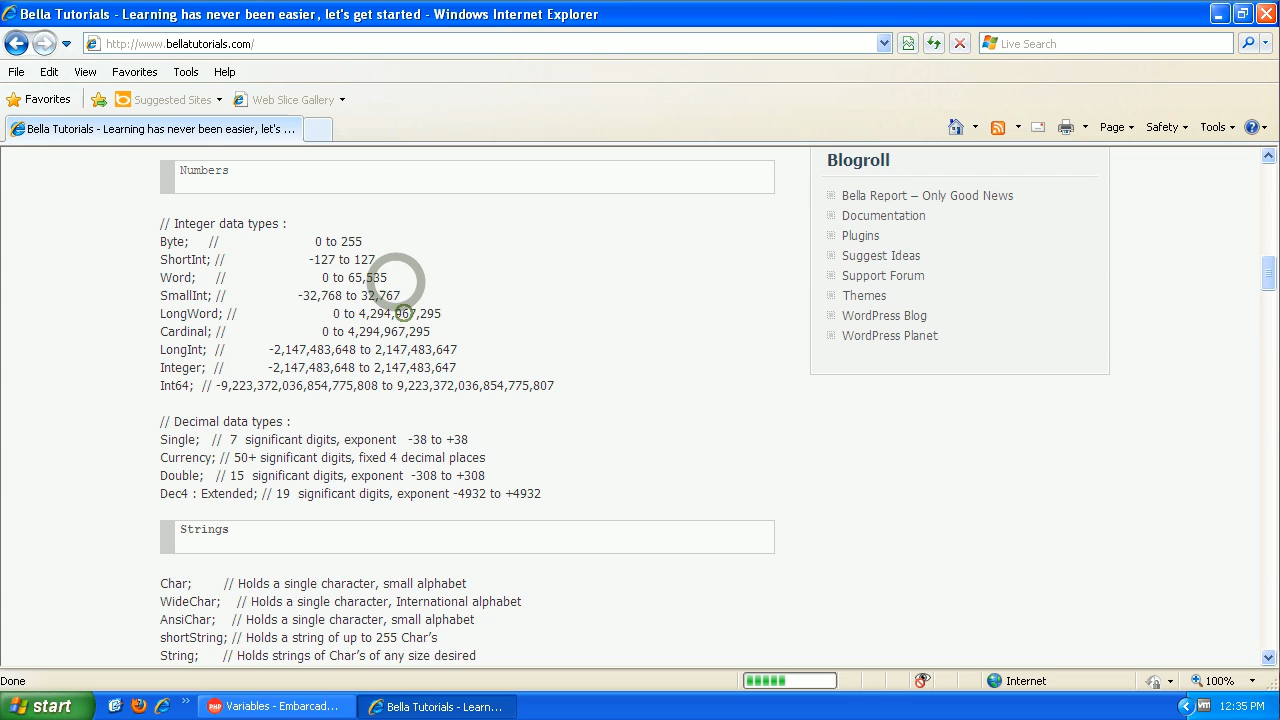 Bella Tutorials - Learning has never been easier, let's get started - Windows Internet Explorer
http://www.bellatutorials.com/
Live Search
File Edit View Favorites Tools Help
Favorites Suggested Sites Web Slice Gallery
Bella Tutorials - Learning has never been easier, let's ...
Page Safety Tools
Numbers
// Integer data types :
Byte; // 0 to 255
ShortInt; // -127 to 127
Word; // 0 to 65,535
SmallInt; // -32,768 to 32,767
LongWord; // 0 to 4,294,967,295
Cardinal; // 0 to 4,294,967,295
LongInt; // -2,147,483,648 to 2,147,483,647
Integer; // -2,147,483,648 to 2,147,483,647
Int64; // -9,223,372,036,854,775,808 to 9,223,372,036,854,775,807
// Decimal data types :
Single; // 7 significant digits, exponent -38 to +38
Currency; // 50+ significant digits, fixed 4 decimal places
Double; // 15 significant digits, exponent -308 to +308
Dec4 : Extended; // 19 significant digits, exponent -4932 to +4932
Strings
Char; // Holds a single character, small alphabet
WideChar; // Holds a single character, International alphabet
AnsiChar; // Holds a single character, small alphabet
shortString; // Holds a string of up to 255 Char’s
String; // Holds strings of Char’s of any size desired
Blogroll
Bella Report – Only Good News
Documentation
Plugins
Suggest Ideas
Support Forum
Themes
WordPress Blog
WordPress Planet
Done Internet 100%
start Variables - Embarcad... Bella Tutorials - Learn... 12:35 PM